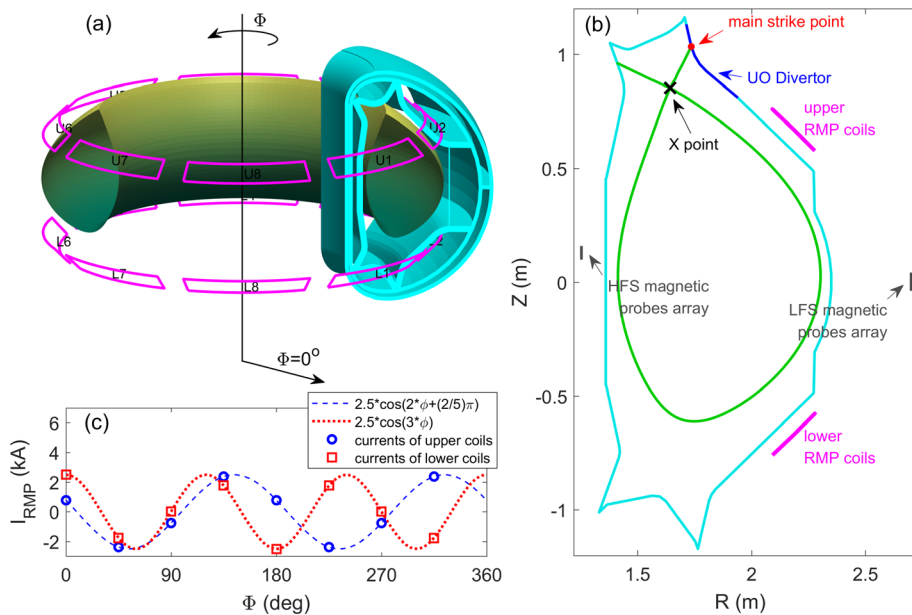 (a)
Φ
U5
U6
U2
U7
U8
U1
L6
L7
L8
L1
L2
Φ=0°
(b)
main strike point
UO Divertor
upper
RMP coils
X point
HFS magnetic
probes array
LFS magnetic
probes array
lower
RMP coils
1
0.5
0
-0.5
-1
Z (m)
1.5
2
2.5
R (m)
(c)
2.5*cos(2*ϕ+(2/5)π)
2.5*cos(3*ϕ)
currents of upper coils
currents of lower coils
6
4
2
0
-2
I_RMP (kA)
0
90
180
270
360
Φ (deg)